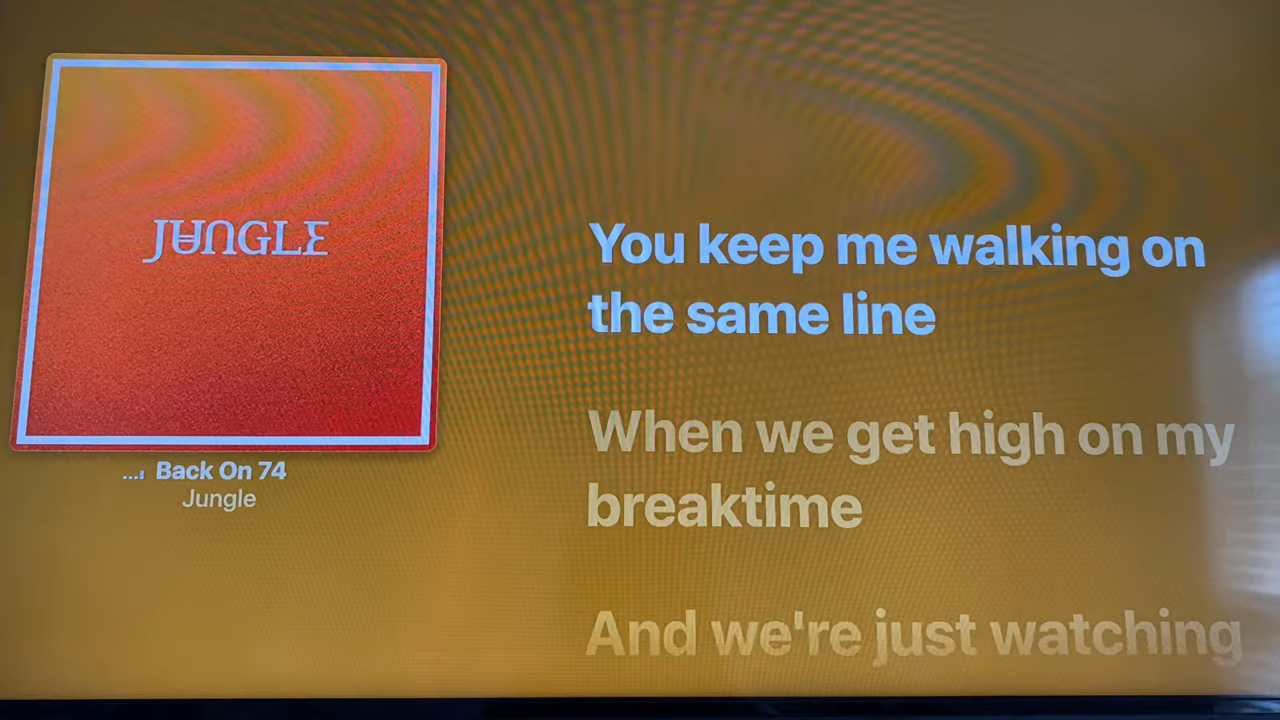 JUNGLE
Back On 74
Jungle
You keep me walking on
the same line
When we get high on my
breaktime
And we're just watching